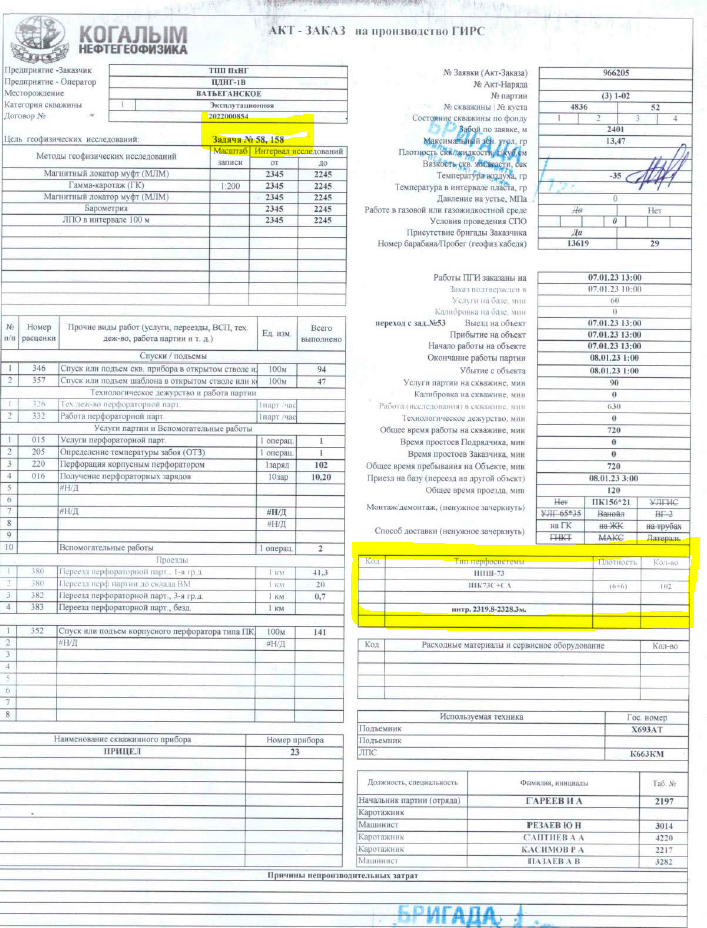 КОГАЛЫМ
НЕФТЕГЕОФИЗИКА
АКТ - ЗАКАЗ на производство ГИРС
Предприятие -Заказчик ТПП ПхНГ
Предприятие - Оператор ЦДНГ-1В
Месторождение ВАТЬЕГАНСКОЕ
Категория скважины 1 Эксплутационная
Договор № 2022000854
Цель геофизических исследований: Задача № 58, 158
Методы геофизических исследований Масштаб записи Интервал исследований от до
Магнитный локатор муфт (МЛМ) 2345 2245
Гамма-каротаж (ГК) 1:200 2345 2245
Магнитный локатор муфт (МЛМ) 2345 2245
Барометрия 2345 2245
ЛПО в интервале 100 м 2345 2245
№ Заявки (Акт-Заказа) 966205
№ Акт-Наряда
№ партии (3) 1-02
№ скважины | № куста 4836 52
Состояние скважины по фонду 1 2 3 4
Забой по заявке, м 2401
Максимальный зен. угол, гр 13,47
Плотность скв.жидкости, г/куб.см
Вязкость скв. жидкости, сек
Температура воздуха, гр -35
Температура в интервале пласта, гр
Давление на устье, МПа 0
Работе в газовой или газожидкостной среде Да Нет
Условия проведения СПО 0
Присутствие бригады Заказчика Да
Номер барабана/Пробег (геофиз.кабеля) 13619 29
БРИГАДА
Работы ПГИ заказаны на 07.01.23 13:00
Заказ подтвержден в 07.01.23 10:00
Услуги на базе, мин 60
Калибровка на базе, мин 0
переход с зад.№53 Выезд на объект 07.01.23 13:00
Прибытие на объект 07.01.23 13:00
Начало работы на объекте 07.01.23 13:00
Окончание работы партии 08.01.23 1:00
Убытие с объекта 08.01.23 1:00
Услуги партии на скважине, мин 90
Калибровка на скважине, мин 0
Работа (исследования) в скважине, мин 630
Технологическое дежурство, мин 0
Общее время работы на скважине, мин 720
Время простоев Подрядчика, мин 0
Время простоев Заказчика, мин 0
Общее время пребывания на Объекте, мин 720
Приезд на базу (переезд на другой объект) 08.01.23 3:00
Общее время проезда, мин 120
Монтаж/демонтаж, (ненужное зачеркнуть) Нет ПК156*21 УЛГИС
УЛГ 65*35 Ванойл ВГ-2
Способ доставки (ненужное зачеркнуть) на ГК на ЖК на трубах
ГНКТ МАКС Латераль
№ п/п Номер расценки Прочие виды работ (услуги, переезды, ВСП, тех. деж-во, работа партии и т. д.) Ед. изм. Всего выполнено
Спуски / подъемы
1 346 Спуск или подъем скв. прибора в открытом стволе и 100м 94
2 357 Спуск или подъем шаблона в открытом стволе или к 100м 47
Технологическое дежурство и работа партии
1 326 Тех.деж-во перфораторной парт. 1парт /час
2 332 Работа перфораторной парт. 1парт /час
Услуги партии и Вспомогательные работы
1 015 Услуги перфораторной парт. 1 операц. 1
2 205 Определение температуры забоя (ОТЗ) 1 операц. 1
3 220 Перфорация корпусным перфоратором 1заряд 102
4 016 Получение перфораторных зарядов 10зар 10,20
5 #Н/Д
6
7 #Н/Д #Н/Д
8 #Н/Д
9
10 Вспомогательные работы 1 операц. 2
Проезды
1 380 Переезд перфораторной парт., 1-я гр.д. 1 км 41,3
2 380 Переезд перф партии до склада ВМ 1 км 20
3 382 Переезд перфораторной парт., 3-я гр.д. 1 км 0,7
4 383 Переезд перфораторной парт., безд. 1 км
1 352 Спуск или подъем корпусного перфоратора типа ПК, 100м 141
2 #Н/Д #Н/Д
3
4
5
6
7
8
Код Тип перфосистемы Плотность Кол-во
ППШ-73
ПК73С+СА (6+6) 102
интр. 2319.8-2328.3м.
Код Расходные материалы и сервисное оборудование Кол-во
Используемая техника Гос. номер
Подъемник Х693АТ
Подъемник
ЛПС К663КМ
Наименование скважинного прибора Номер прибора
ПРИЦЕЛ 23
Должность, специальность Фамилия, инициалы Таб. №
Начальник партии (отряда) ГАРЕЕВ И А 2197
Каротажник
Машинист РЕЗАЕВ Ю Н 3014
Каротажник САПТИЕВ А А 4220
Каротажник КАСИМОВ Р А 2217
Машинист ПАЗАЕВ А В 3282
Причины непроизводительных затрат
БРИГАДА